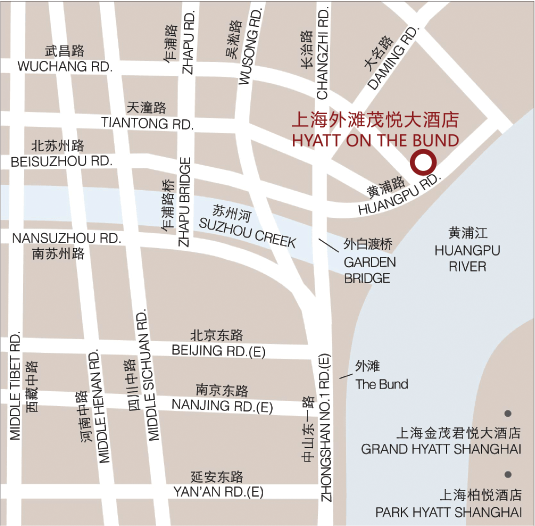 武昌路
WUCHANG RD.
乍浦路
ZHAPU RD.
吴淞路
WUSONG RD.
长治路
CHANGZHI RD.
大名路
DAMING RD.
天潼路
TIANTONG RD.
上海外滩茂悦大酒店
HYATT ON THE BUND
北苏州路
BEISUZHOU RD.
乍浦路桥
ZHAPU BRIDGE
黄浦路
HUANGPU RD.
苏州河
SUZHOU CREEK
NANSUZHOU RD.
南苏州路
外白渡桥
GARDEN
BRIDGE
黄浦江
HUANGPU
RIVER
北京东路
BEIJING RD.(E)
外滩
The Bund
MIDDLE TIBET RD.
西藏中路
河南中路
MIDDLE HENAN RD.
四川中路
MIDDLE SICHUAN RD.
南京东路
NANJING RD.(E)
中山东一路
ZHONGSHAN NO.1 RD.(E)
上海金茂君悦大酒店
GRAND HYATT SHANGHAI
延安东路
YAN'AN RD.(E)
上海柏悦酒店
PARK HYATT SHANGHAI